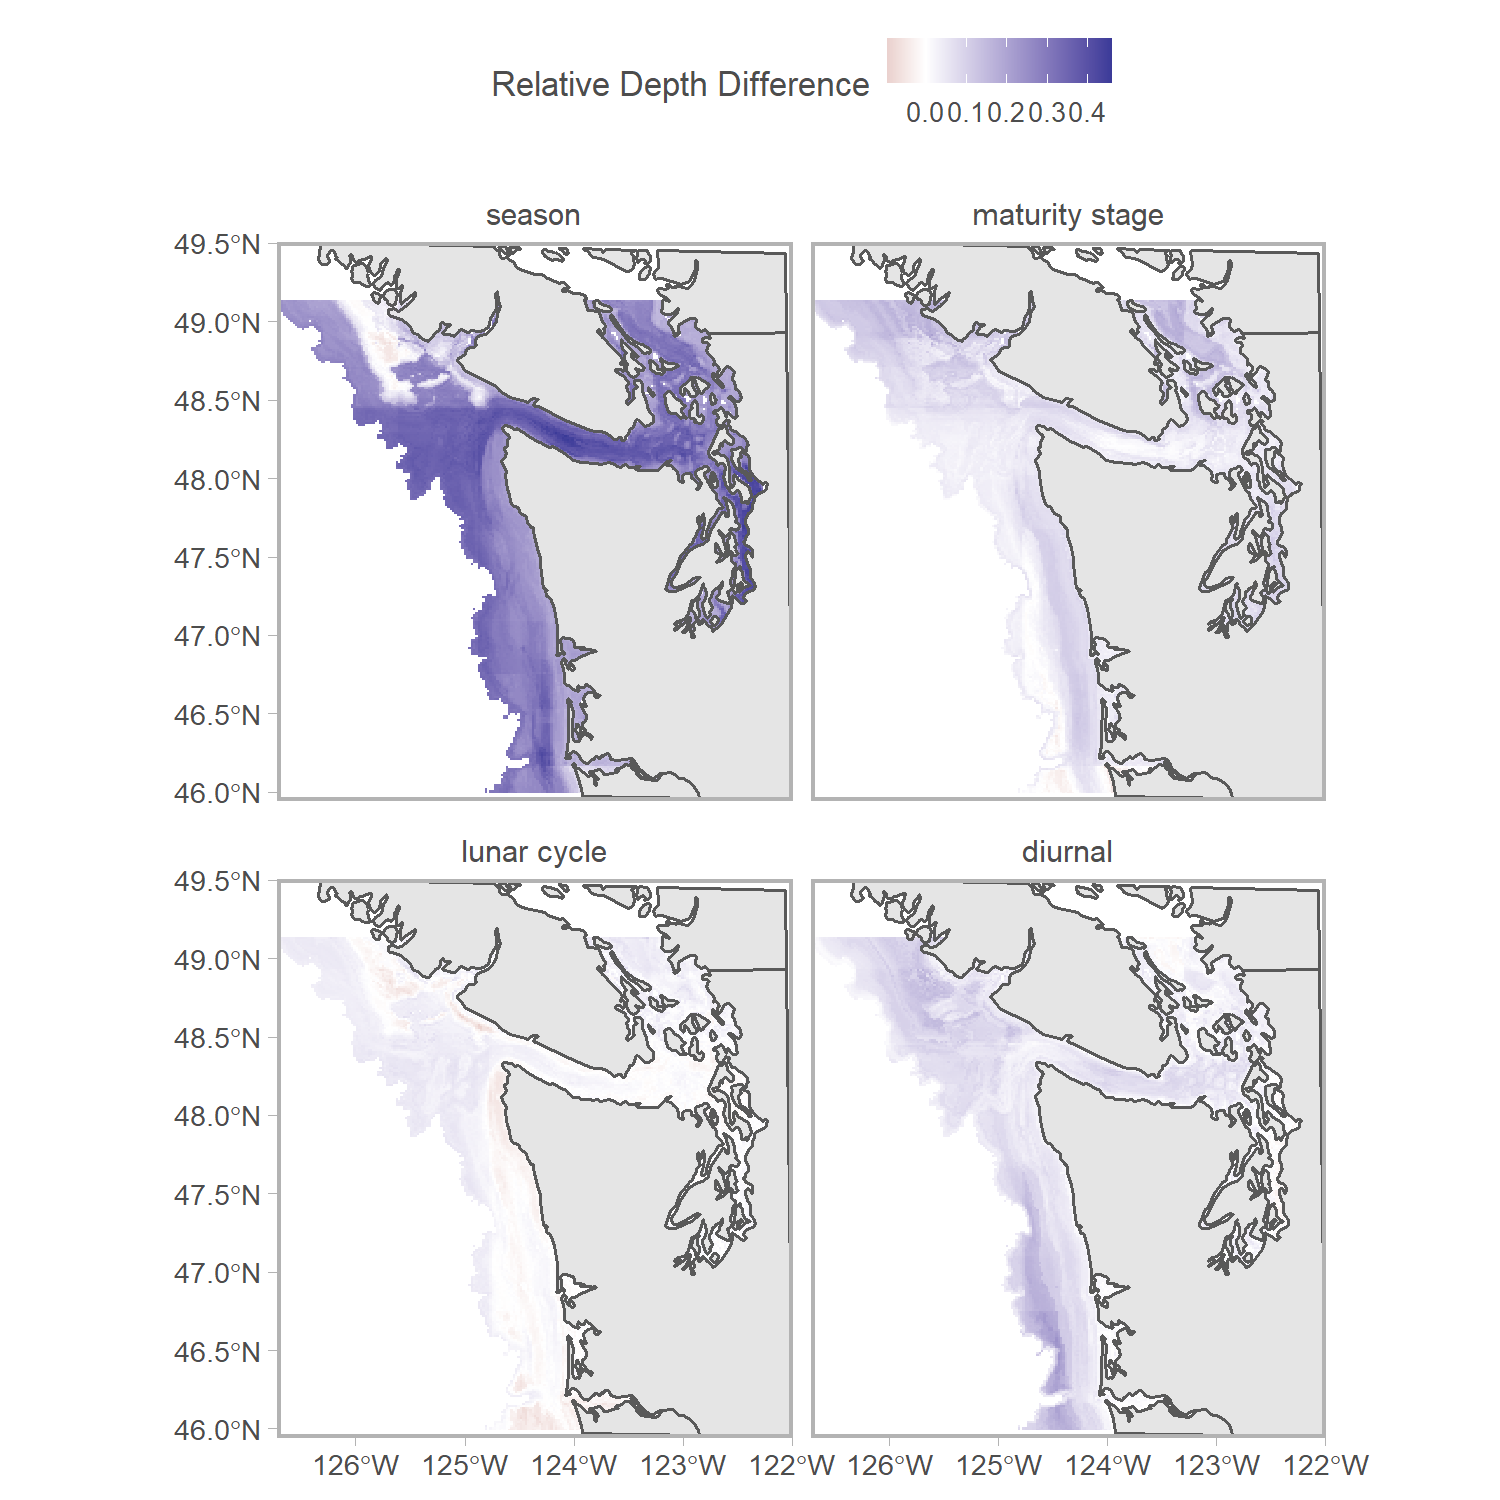 Relative Depth Difference
0.0 0.1 0.2 0.3 0.4
season
maturity stage
49.5°N
49.0°N
48.5°N
48.0°N
47.5°N
47.0°N
46.5°N
46.0°N
lunar cycle
diurnal
49.5°N
49.0°N
48.5°N
48.0°N
47.5°N
47.0°N
46.5°N
46.0°N
126°W 125°W 124°W 123°W 122°W 126°W 125°W 124°W 123°W 122°W